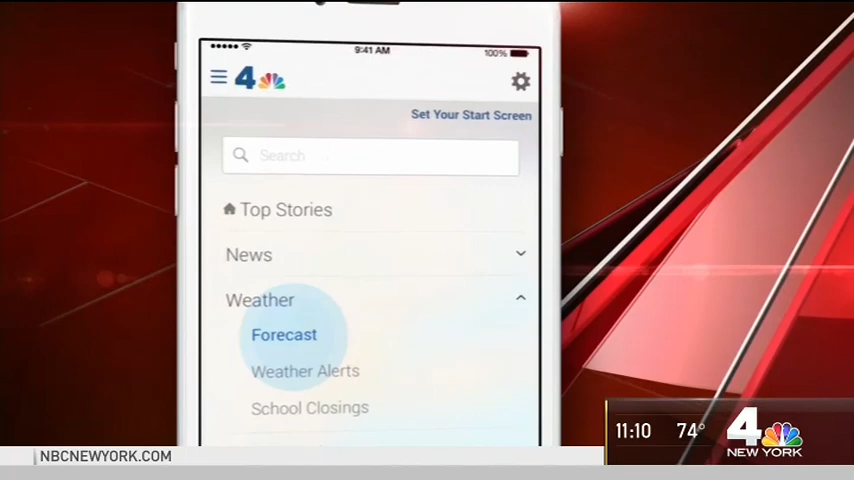 9:41 AM
100%
4
Set Your Start Screen
Search
Top Stories
News
Weather
Forecast
Weather Alerts
School Closings
11:10 74°
4
NEW YORK
NBCNEWYORK.COM